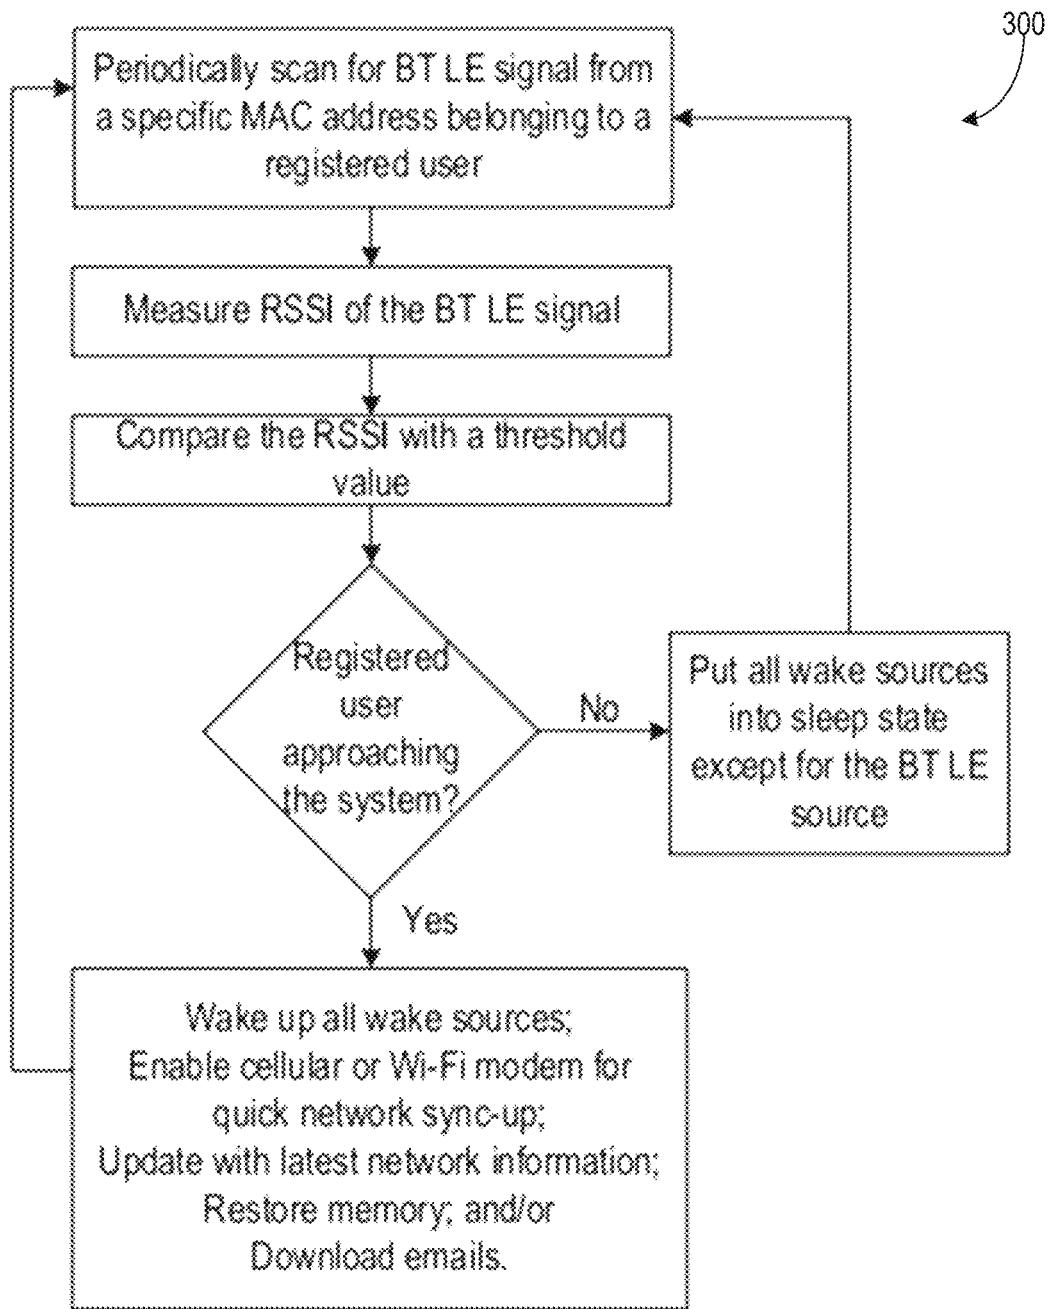 300
Periodically scan for BT LE signal from
a specific MAC address belonging to a
registered user
Measure RSSI of the BT LE signal
Compare the RSSI with a threshold
value
Registered
user
approaching
the system?
No
Put all wake sources
into sleep state
except for the BT LE
source
Yes
Wake up all wake sources;
Enable cellular or Wi-Fi modem for
quick network sync-up;
Update with latest network information;
Restore memory; and/or
Download emails.